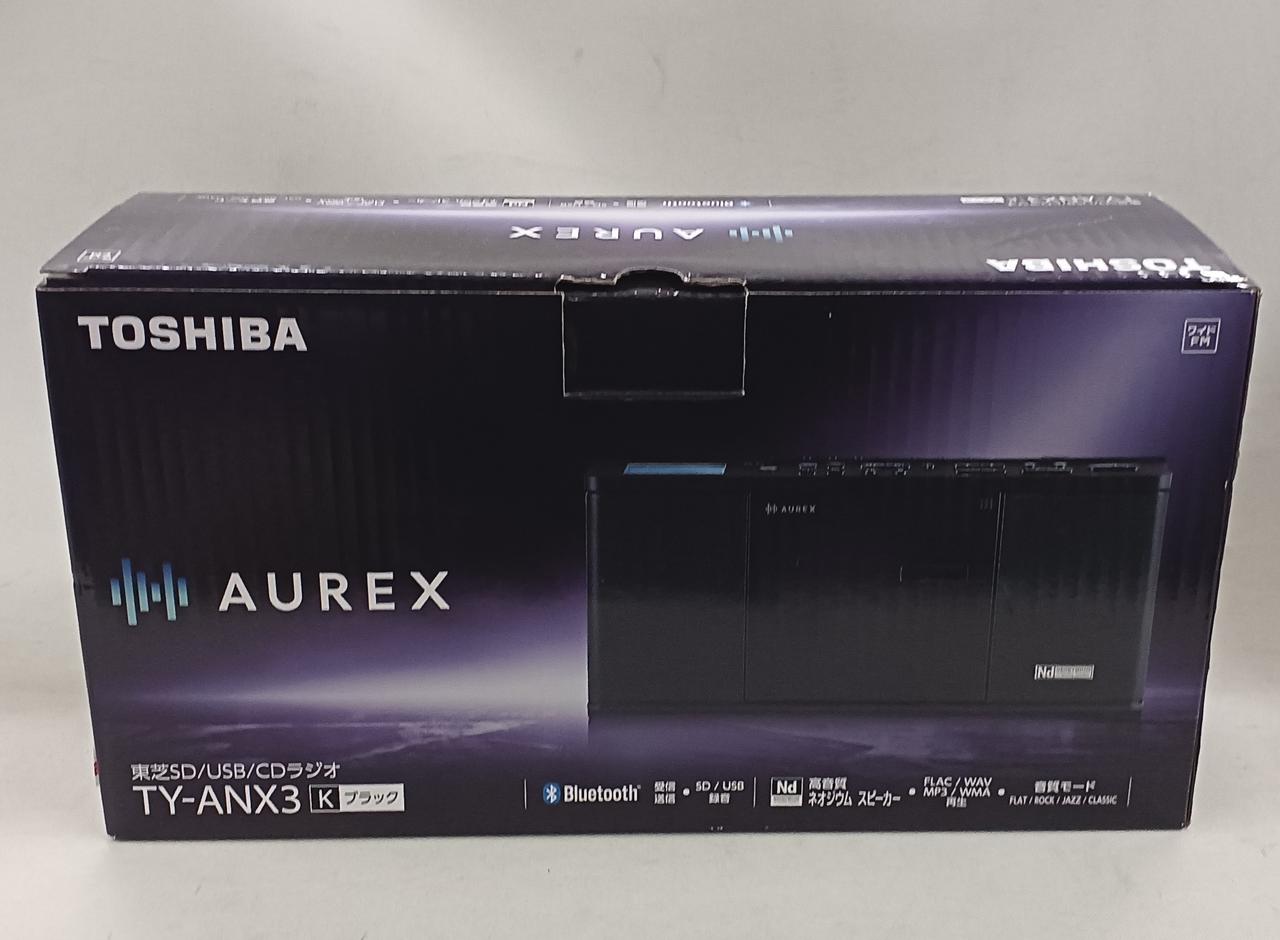 AUREX
TOSHIBA
TOSHIBA
ワイド
FM
AUREX
Nd
AUREX
東芝SD/USB/CDラジオ
TY-ANX3 K ブラック
Bluetooth 受信 送信 • SD / USB 録音
Nd 高音質 ネオジウム スピーカー • FLAC / WAV MP3 / WMA 再生 • 音質モード FLAT / ROCK / JAZZ / CLASSIC